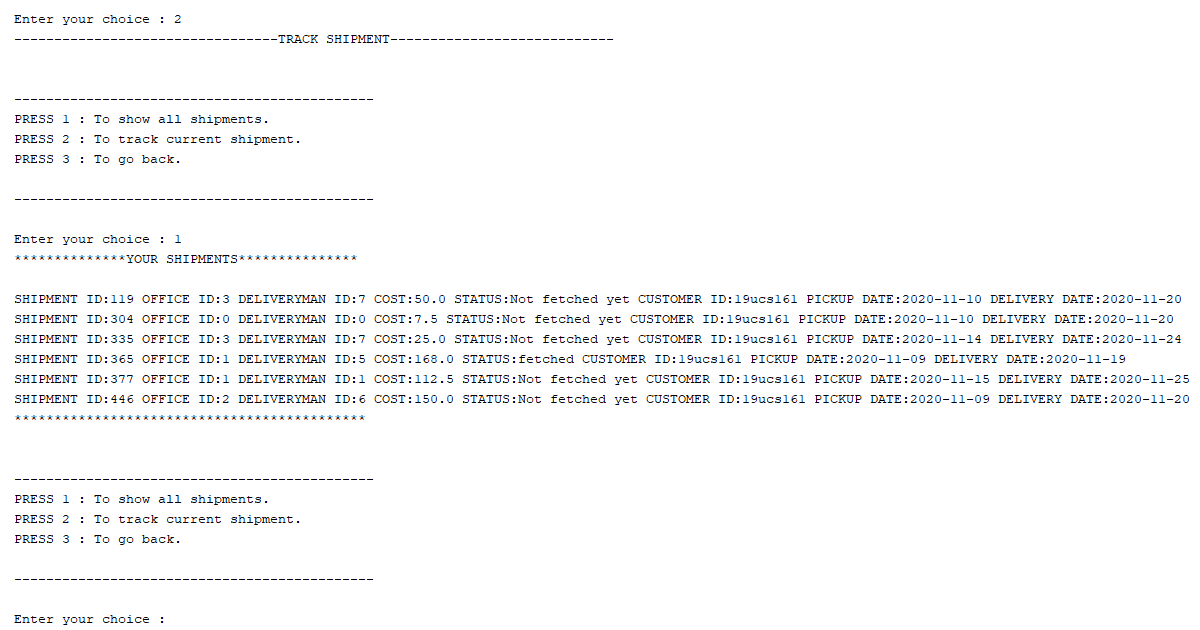 Enter your choice : 2
---------------------------------TRACK SHIPMENT----------------------------
---------------------------------------------
PRESS 1 : To show all shipments.
PRESS 2 : To track current shipment.
PRESS 3 : To go back.
---------------------------------------------
Enter your choice : 1
**************YOUR SHIPMENTS***************
SHIPMENT ID:119 OFFICE ID:3 DELIVERYMAN ID:7 COST:50.0 STATUS:Not fetched yet CUSTOMER ID:19ucs161 PICKUP DATE:2020-11-10 DELIVERY DATE:2020-11-20
SHIPMENT ID:304 OFFICE ID:0 DELIVERYMAN ID:0 COST:7.5 STATUS:Not fetched yet CUSTOMER ID:19ucs161 PICKUP DATE:2020-11-10 DELIVERY DATE:2020-11-20
SHIPMENT ID:335 OFFICE ID:3 DELIVERYMAN ID:7 COST:25.0 STATUS:Not fetched yet CUSTOMER ID:19ucs161 PICKUP DATE:2020-11-14 DELIVERY DATE:2020-11-24
SHIPMENT ID:365 OFFICE ID:1 DELIVERYMAN ID:5 COST:168.0 STATUS:fetched CUSTOMER ID:19ucs161 PICKUP DATE:2020-11-09 DELIVERY DATE:2020-11-19
SHIPMENT ID:377 OFFICE ID:1 DELIVERYMAN ID:1 COST:112.5 STATUS:Not fetched yet CUSTOMER ID:19ucs161 PICKUP DATE:2020-11-15 DELIVERY DATE:2020-11-25
SHIPMENT ID:446 OFFICE ID:2 DELIVERYMAN ID:6 COST:150.0 STATUS:Not fetched yet CUSTOMER ID:19ucs161 PICKUP DATE:2020-11-09 DELIVERY DATE:2020-11-20
********************************************
---------------------------------------------
PRESS 1 : To show all shipments.
PRESS 2 : To track current shipment.
PRESS 3 : To go back.
---------------------------------------------
Enter your choice :